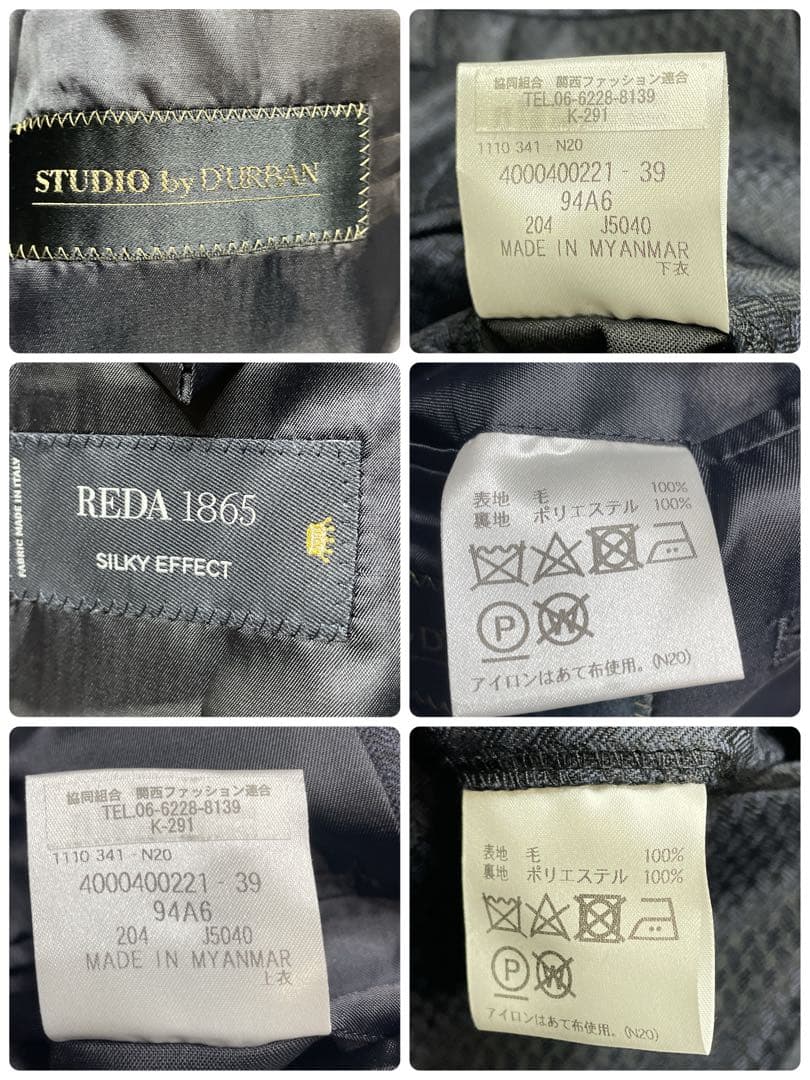 STUDIO by D'URBAN
協同組合 関西ファッション連合
TEL.06-6228-8139
K-291
1110 341 - N20
4000400221 - 39
94A6
204 J5040
MADE IN MYANMAR
下衣
FABRIC MADE IN ITALY
REDA 1865
SILKY EFFECT
表地 毛 100%
裏地 ポリエステル 100%
P W
アイロンはあて布使用。(N20)
協同組合 関西ファッション連合
TEL.06-6228-8139
K-291
1110 341 - N20
4000400221 - 39
94A6
204 J5040
MADE IN MYANMAR
上衣
表地 毛 100%
裏地 ポリエステル 100%
P W
アイロンはあて布使用。(N20)